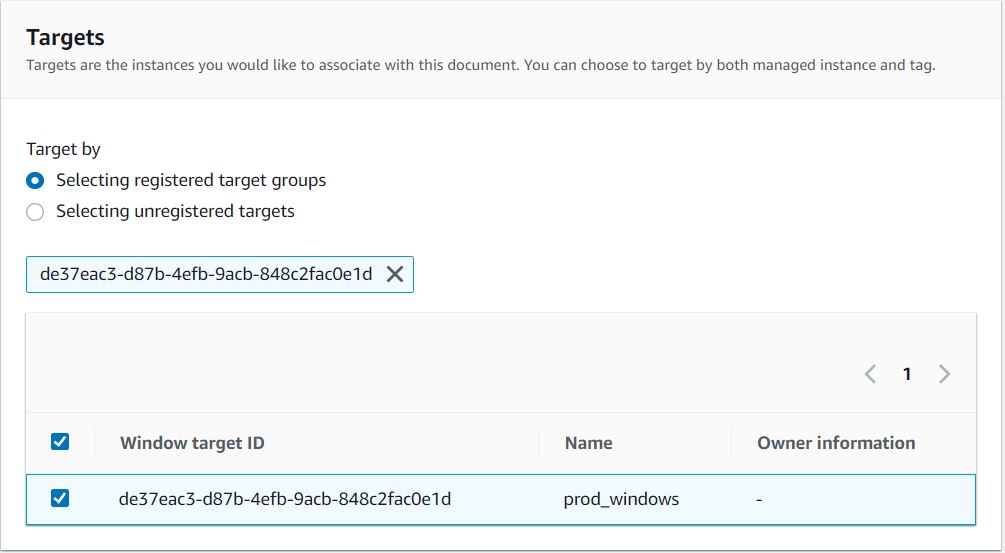 Targets
Targets are the instances you would like to associate with this document. You can choose to target by both managed instance and tag.
Target by
Selecting registered target groups
Selecting unregistered targets
de37eac3-d87b-4efb-9acb-848c2fac0e1d
1
Window target ID Name Owner information
de37eac3-d87b-4efb-9acb-848c2fac0e1d prod_windows -